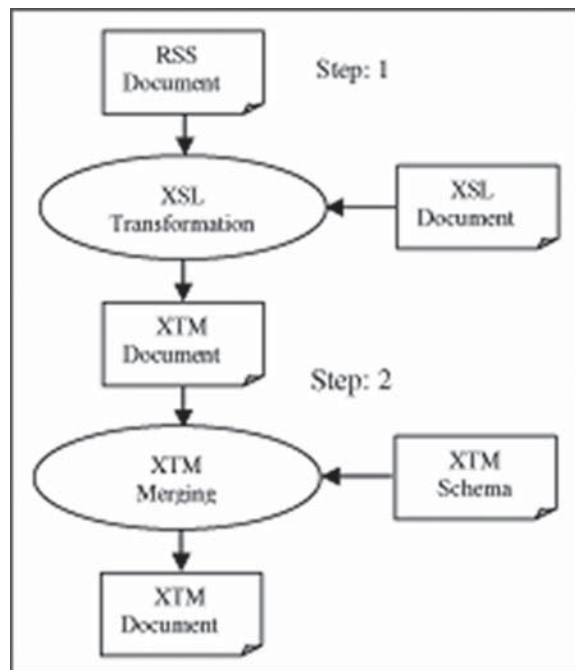 RSS
Document
Step: 1
XSL
Transformation
XSL
Document
XTM
Document
Step: 2
XTM
Merging
XTM
Schema
XTM
Document